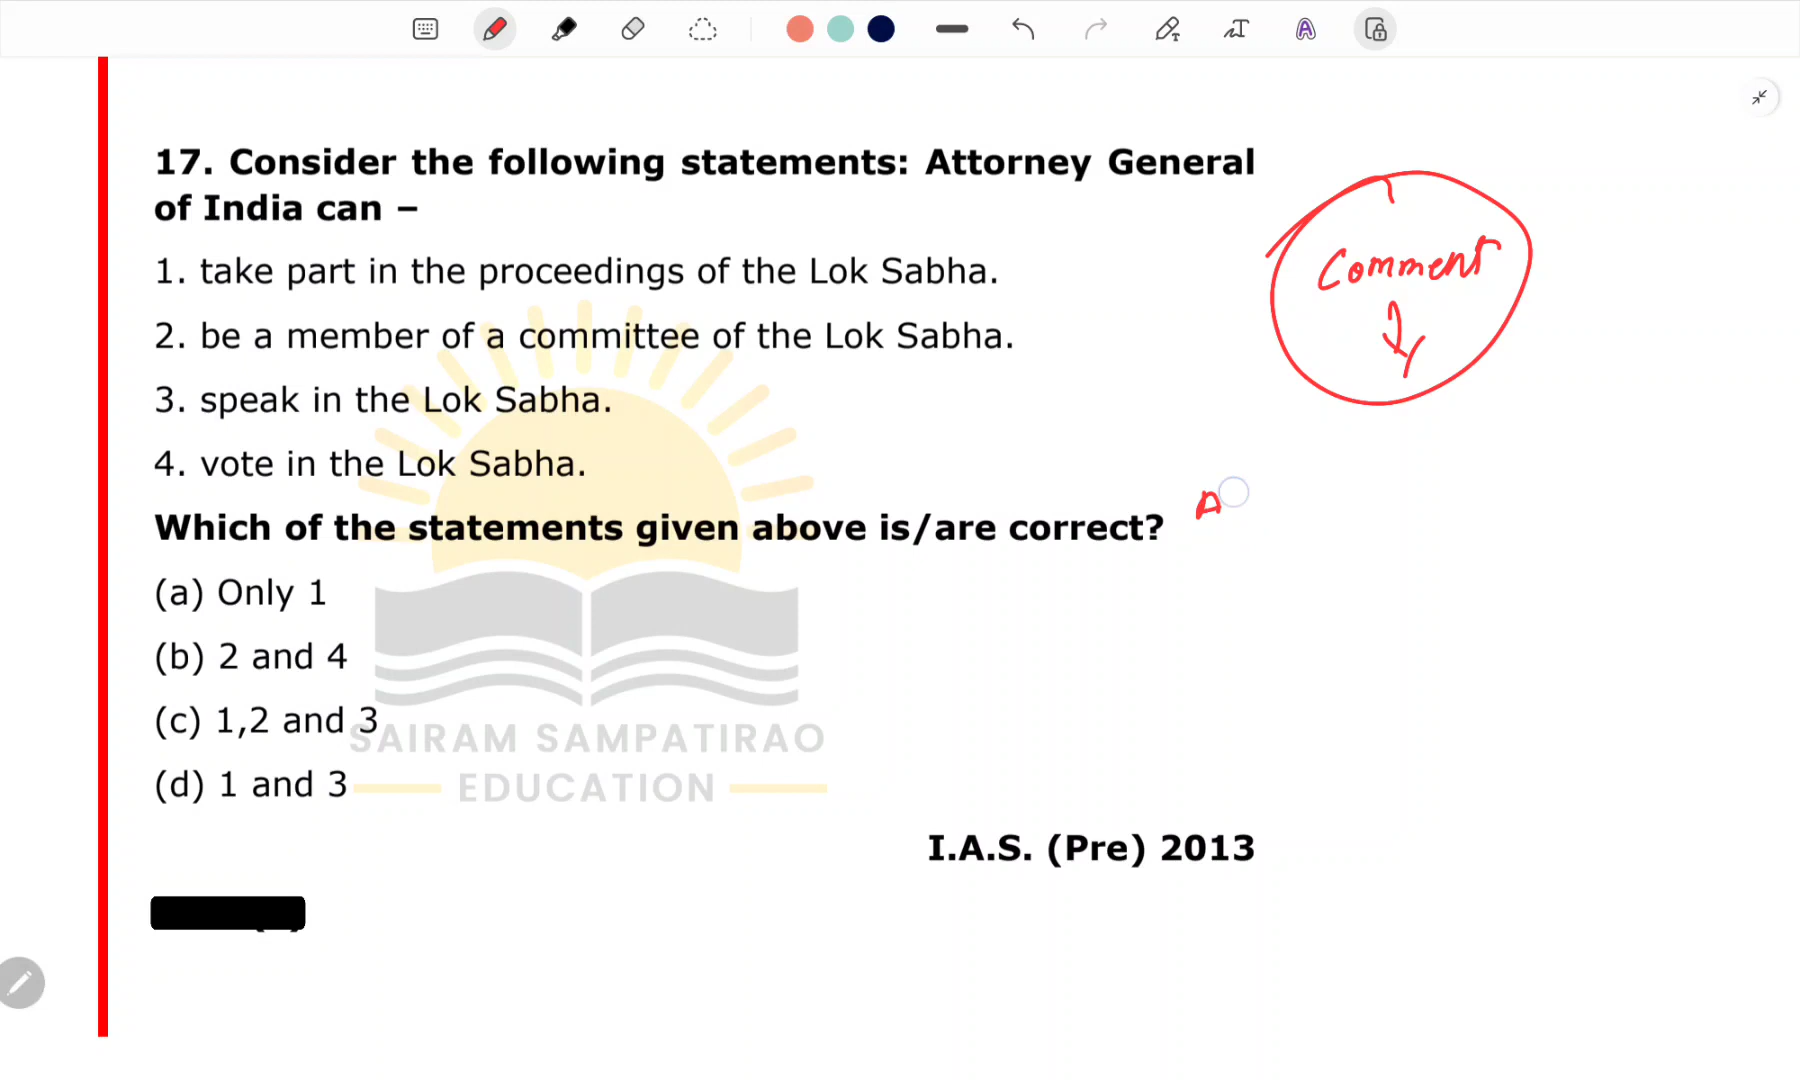 17. Consider the following statements: Attorney General
of India can –
1. take part in the proceedings of the Lok Sabha.
2. be a member of a committee of the Lok Sabha.
3. speak in the Lok Sabha.
4. vote in the Lok Sabha.
Which of the statements given above is/are correct?
(a) Only 1
(b) 2 and 4
(c) 1,2 and 3
(d) 1 and 3
I.A.S. (Pre) 2013
Comment
A
SAIRAM SAMPATIRAO
EDUCATION